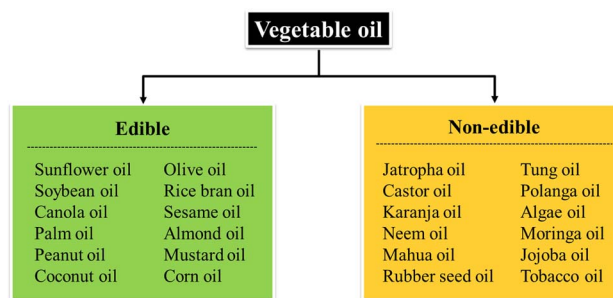 Vegetable oil
Edible
Sunflower oil Olive oil
Soybean oil Rice bran oil
Canola oil Sesame oil
Palm oil Almond oil
Peanut oil Mustard oil
Coconut oil Corn oil
Non-edible
Jatropha oil Tung oil
Castor oil Polanga oil
Karanja oil Algae oil
Neem oil Moringa oil
Mahua oil Jojoba oil
Rubber seed oil Tobacco oil